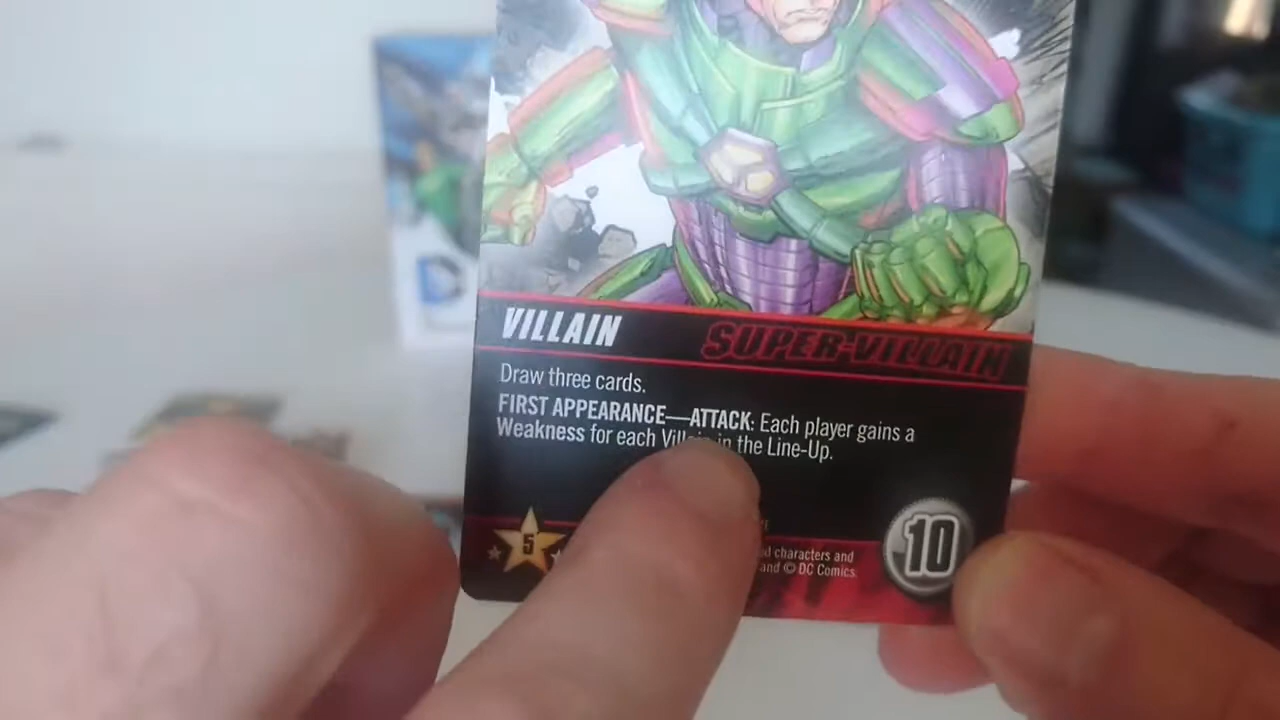 VILLAIN SUPER-VILLAIN
Draw three cards.
FIRST APPEARANCE—ATTACK: Each player gains a
Weakness for each Villain in the Line-Up.
5
10
d characters and
and © DC Comics.